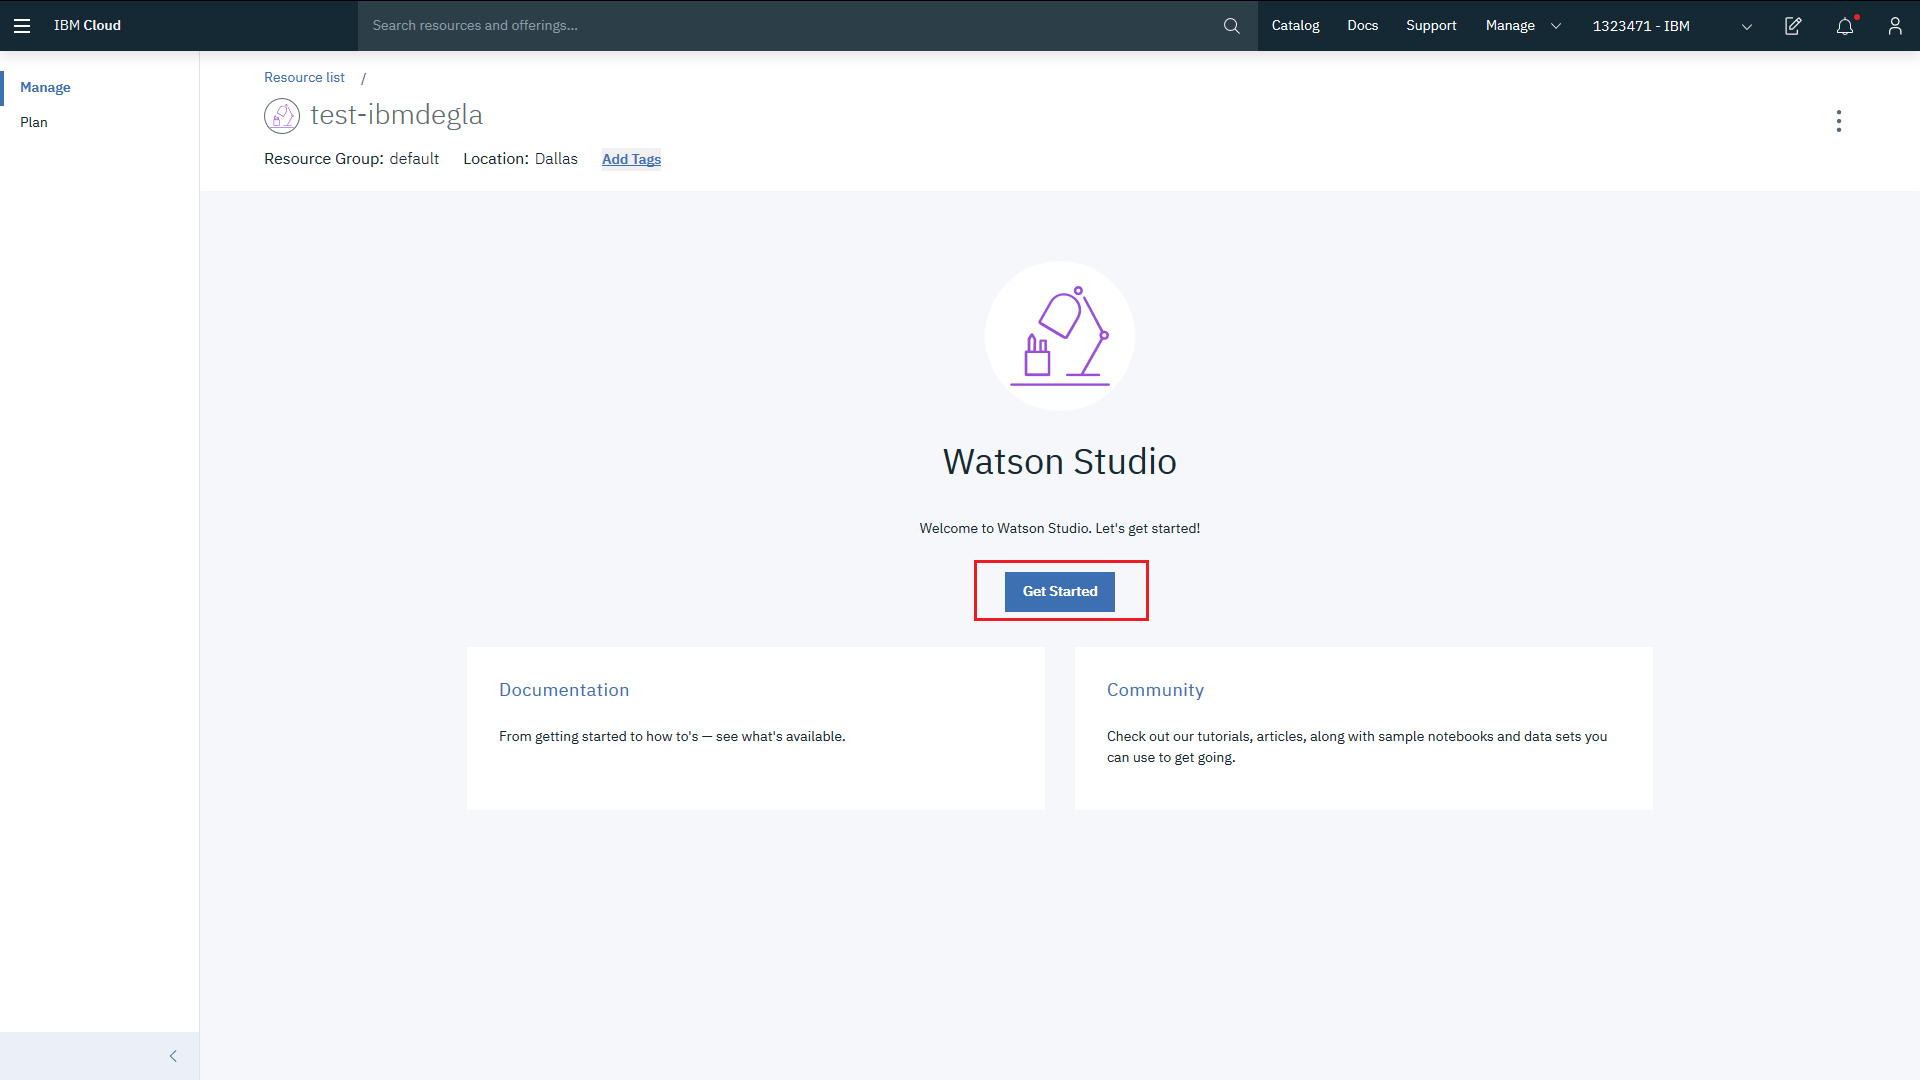 IBM Cloud
Search resources and offerings...
Catalog
Docs
Support
Manage
1323471 - IBM
Manage
Plan
Resource list /
test-ibmdegla
Resource Group: default Location: Dallas Add Tags
Watson Studio
Welcome to Watson Studio. Let's get started!
Get Started
Documentation
From getting started to how to's — see what's available.
Community
Check out our tutorials, articles, along with sample notebooks and data sets you
can use to get going.